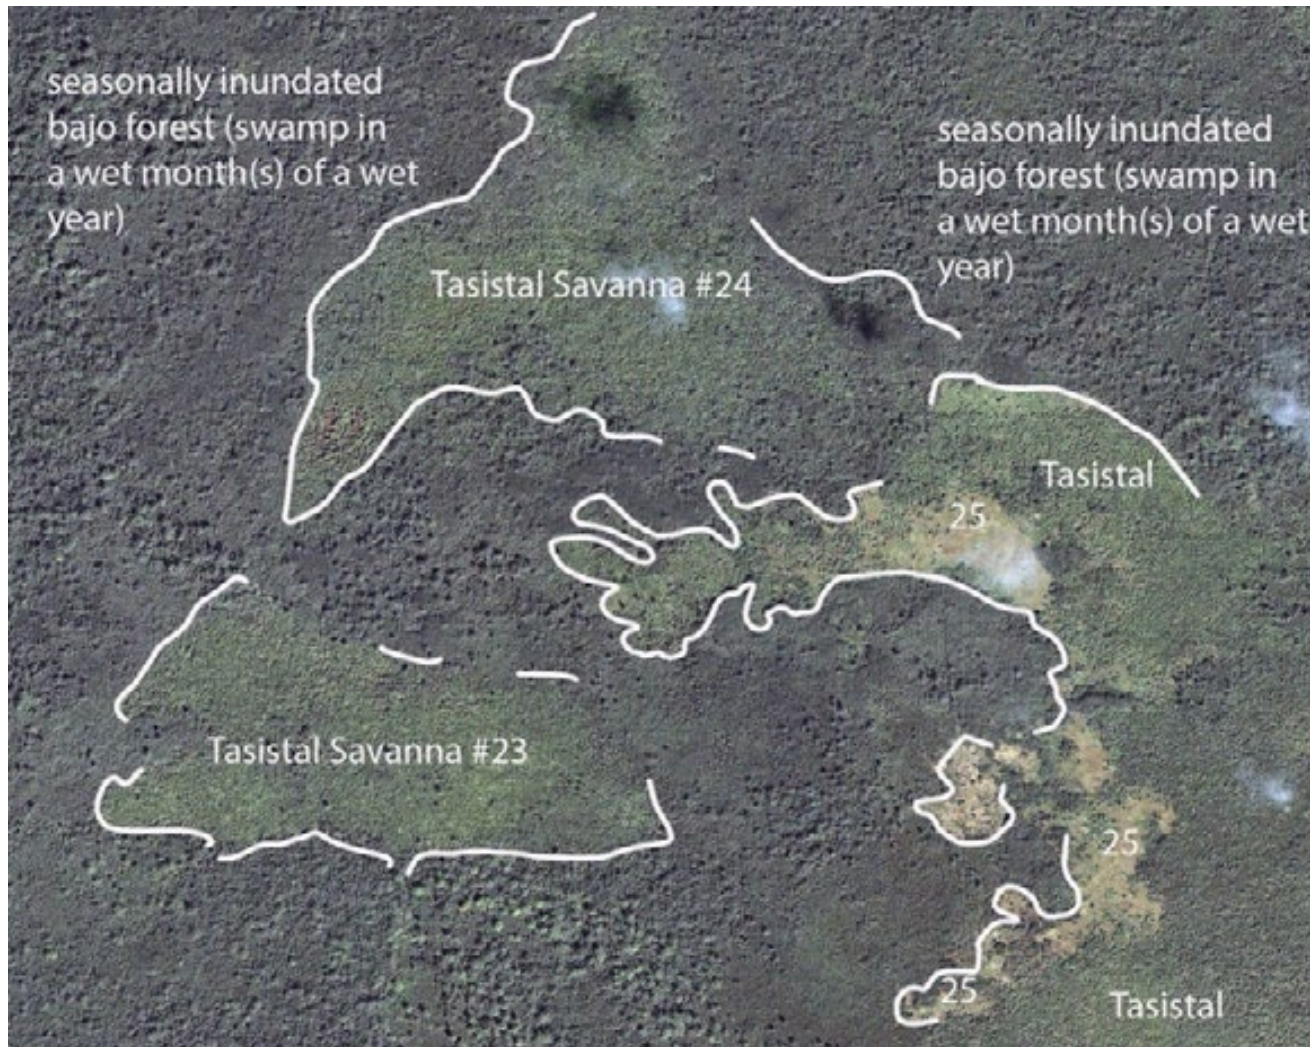 seasonally inundated
bajo forest (swamp in
a wet month(s) of a wet
year)
seasonally inundated
bajo forest (swamp in
a wet month(s) of a wet
year)
Tasistal Savanna #24
Tasistal
25
Tasistal Savanna #23
25
25
Tasistal